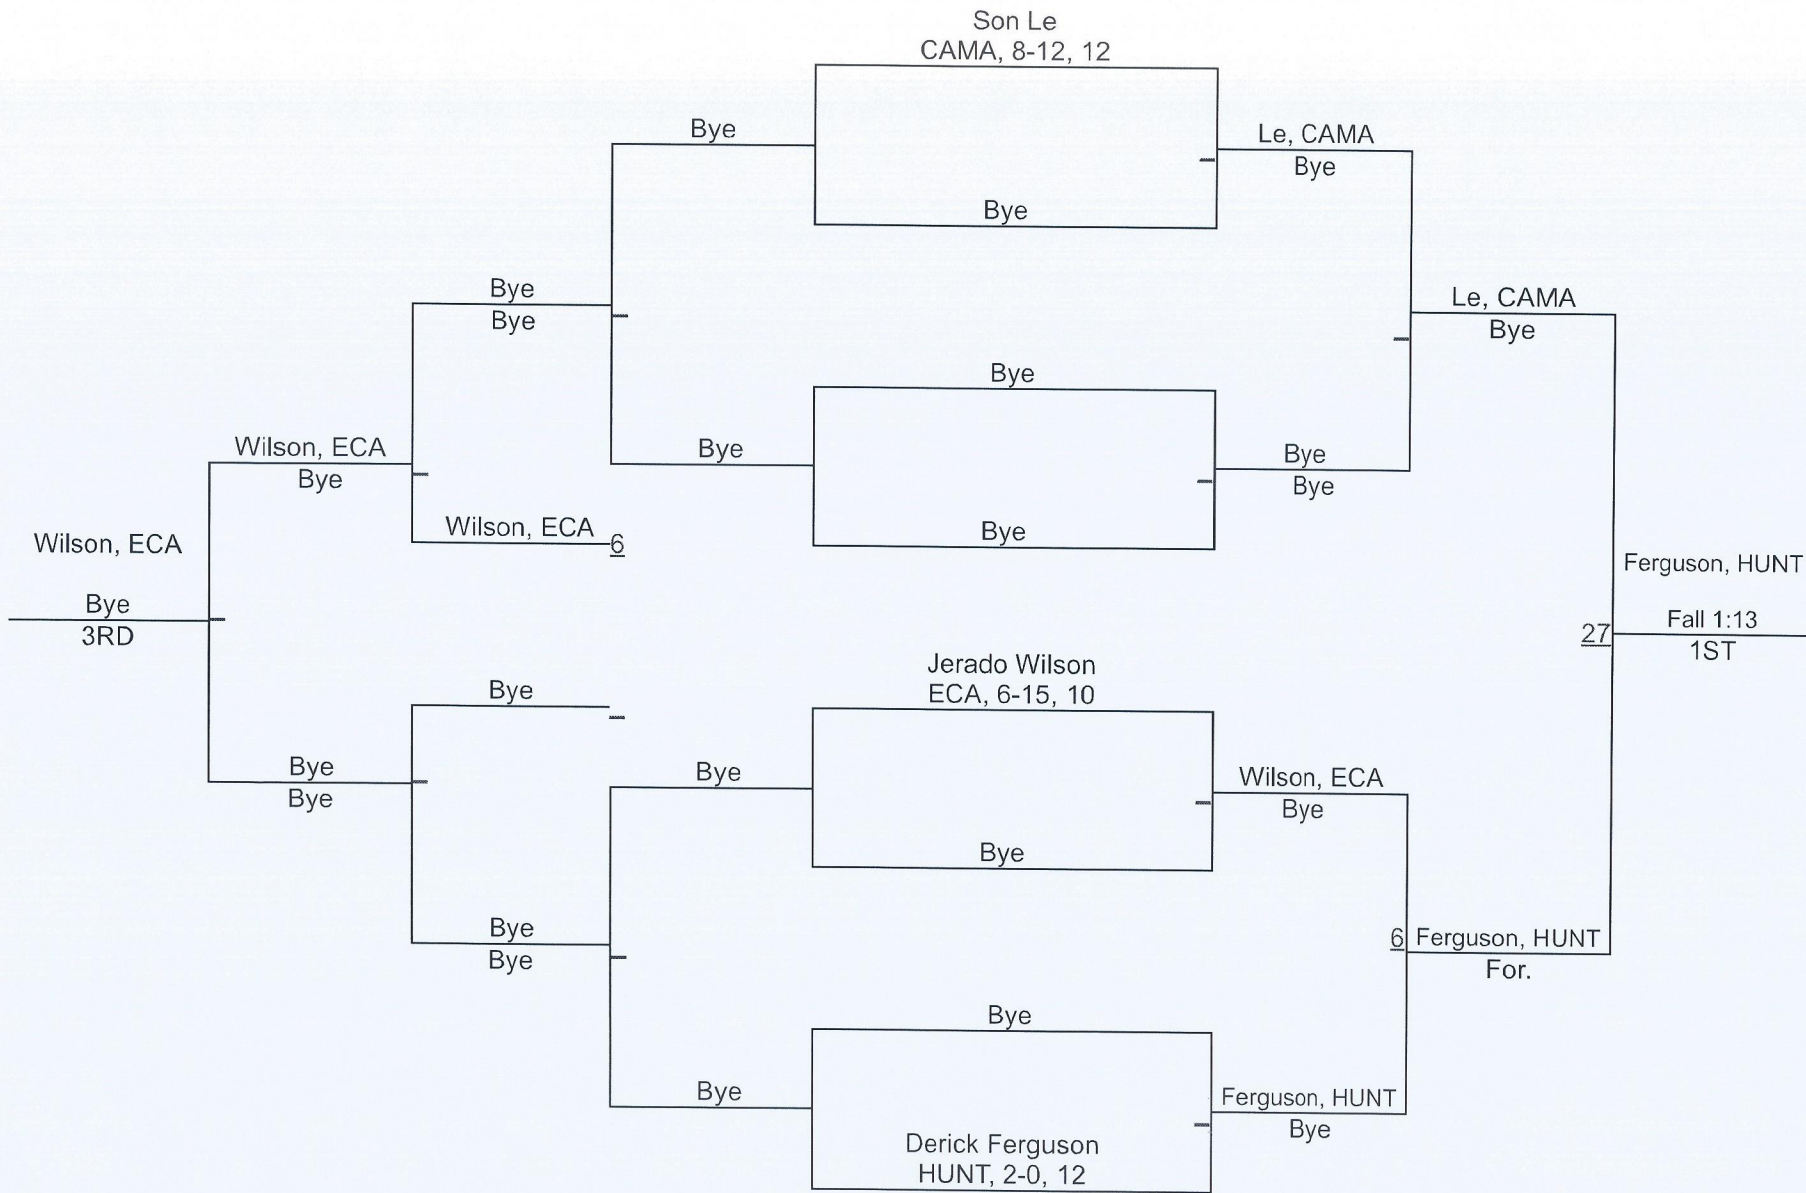 Son Le
CAMA, 8-12, 12
Bye
Le, CAMA
Bye
Bye
Bye
Bye
Le, CAMA
Bye
Bye
Wilson, ECA
Bye
Bye
Bye
Bye
Wilson, ECA
6
Bye
Wilson, ECA
Bye
3RD
Ferguson, HUNT
27
Fall 1:13
1ST
Jerado Wilson
ECA, 6-15, 10
Bye
Bye
Bye
Bye
Wilson, ECA
Bye
Bye
Bye
Bye
6
Ferguson, HUNT
For.
Bye
Bye
Ferguson, HUNT
Bye
Derick Ferguson
HUNT, 2-0, 12